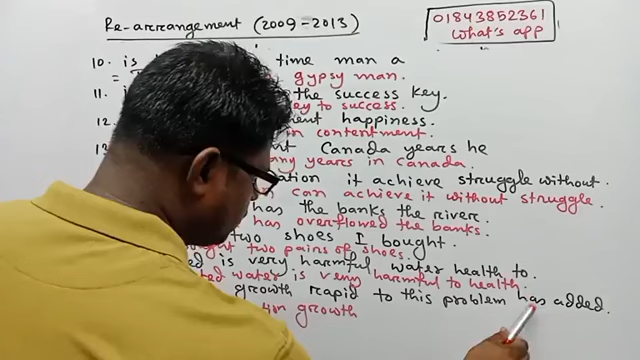 Re-arrangement (2009-2013)
01843852361
What's app
10. is time man a
= gypsy man.
11. the success key.
key to success.
12. happiness.
in contentment.
Canada years he
many years in canada.
it achieve struggle without.
can achieve it without struggle.
has the banks the river.
has overflowed the banks.
two shoes I bought.
two pairs of shoes.
is very harmful water health to.
water is very harmful to health.
growth rapid to this problem has added.
growth